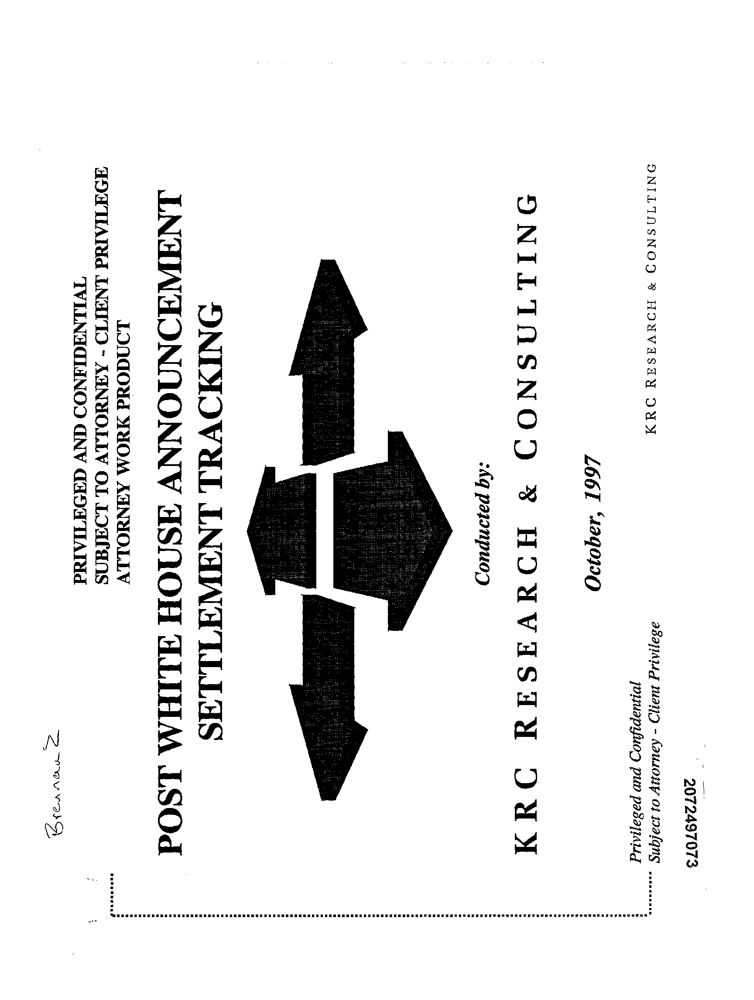 Brennan 2
PRIVILEGED AND CONFIDENTIAL
SUBJECT TO ATTORNEY - CLIENT PRIVILEGE
ATTORNEY WORK PRODUCT
POST WHITE HOUSE ANNOUNCEMENT
SETTLEMENT TRACKING
Conducted by:
KRC RESEARCH & CONSULTING
October, 1997
Privileged and Confidential
Subject to Attorney - Client Privilege
KRC RESEARCH & CONSULTING
2072497073